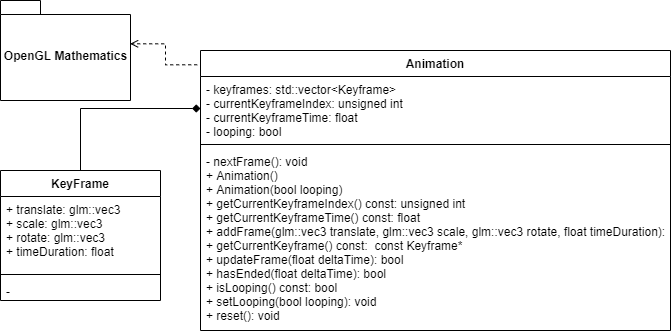 OpenGL Mathematics
Animation
- keyframes: std::vector<Keyframe>
- currentKeyframeIndex: unsigned int
- currentKeyframeTime: float
- looping: bool
- nextFrame(): void
+ Animation()
+ Animation(bool looping)
+ getCurrentKeyframeIndex() const: unsigned int
+ getCurrentKeyframeTime() const: float
+ addFrame(glm::vec3 translate, glm::vec3 scale, glm::vec3 rotate, float timeDuration):
+ getCurrentKeyframe() const:  const Keyframe*
+ updateFrame(float deltaTime): bool
+ hasEnded(float deltaTime): bool
+ isLooping() const: bool
+ setLooping(bool looping): void
+ reset(): void
KeyFrame
+ translate: glm::vec3
+ scale: glm::vec3
+ rotate: glm::vec3
+ timeDuration: float
-